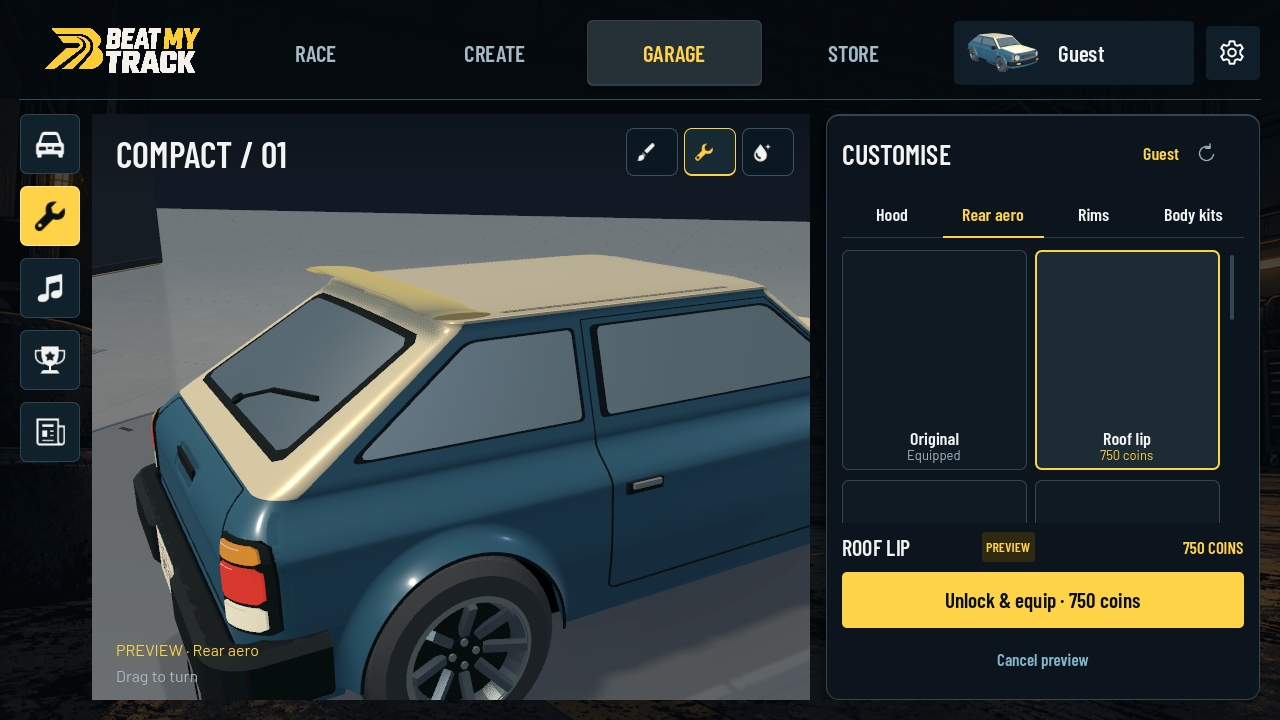 BEAT MY
TRACK
RACE
CREATE
GARAGE
STORE
Guest
COMPACT / 01
PREVIEW · Rear aero
Drag to turn
CUSTOMISE
Guest
Hood
Rear aero
Rims
Body kits
Original
Equipped
Roof lip
750 coins
ROOF LIP
PREVIEW
750 COINS
Unlock & equip · 750 coins
Cancel preview